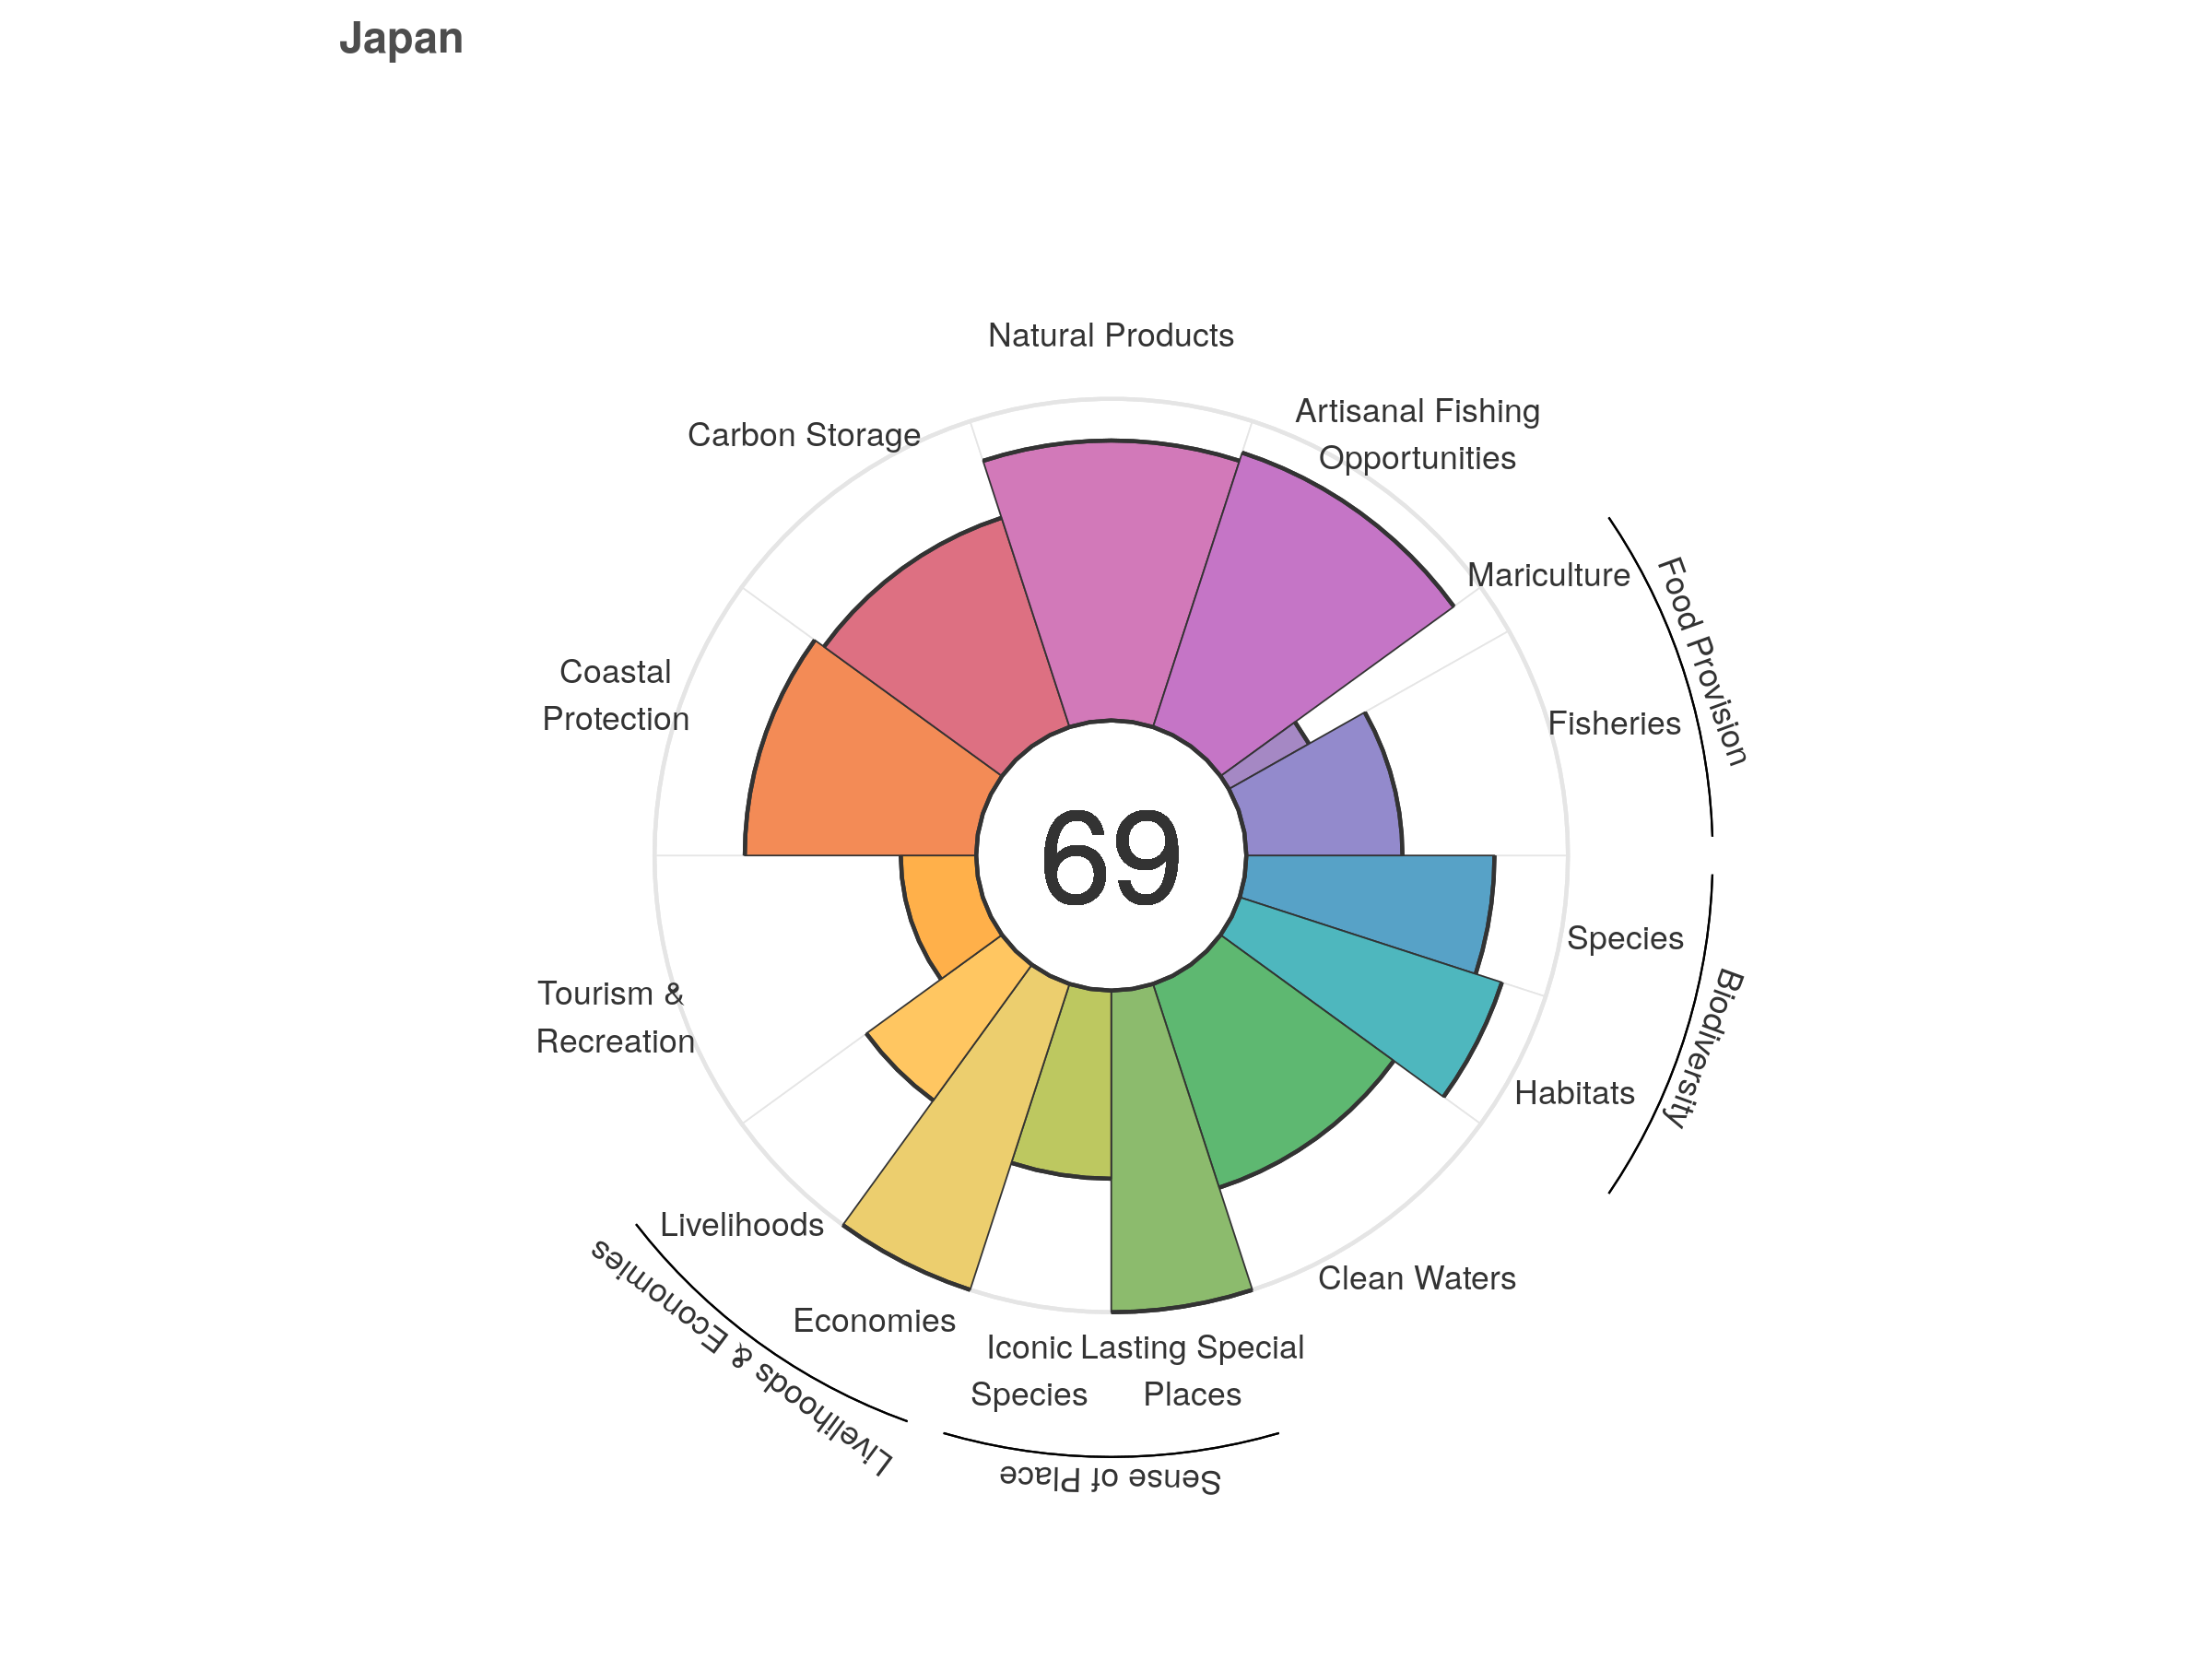 Japan
Natural Products
Artisanal Fishing
Opportunities
Carbon Storage
Mariculture
Food Provision
Coastal
Protection
Fisheries
69
Species
Biodiversity
Tourism &
Recreation
Habitats
Livelihoods
Clean Waters
Livelihoods & Economies
Economies
Iconic
Species
Lasting Special
Places
Sense of Place